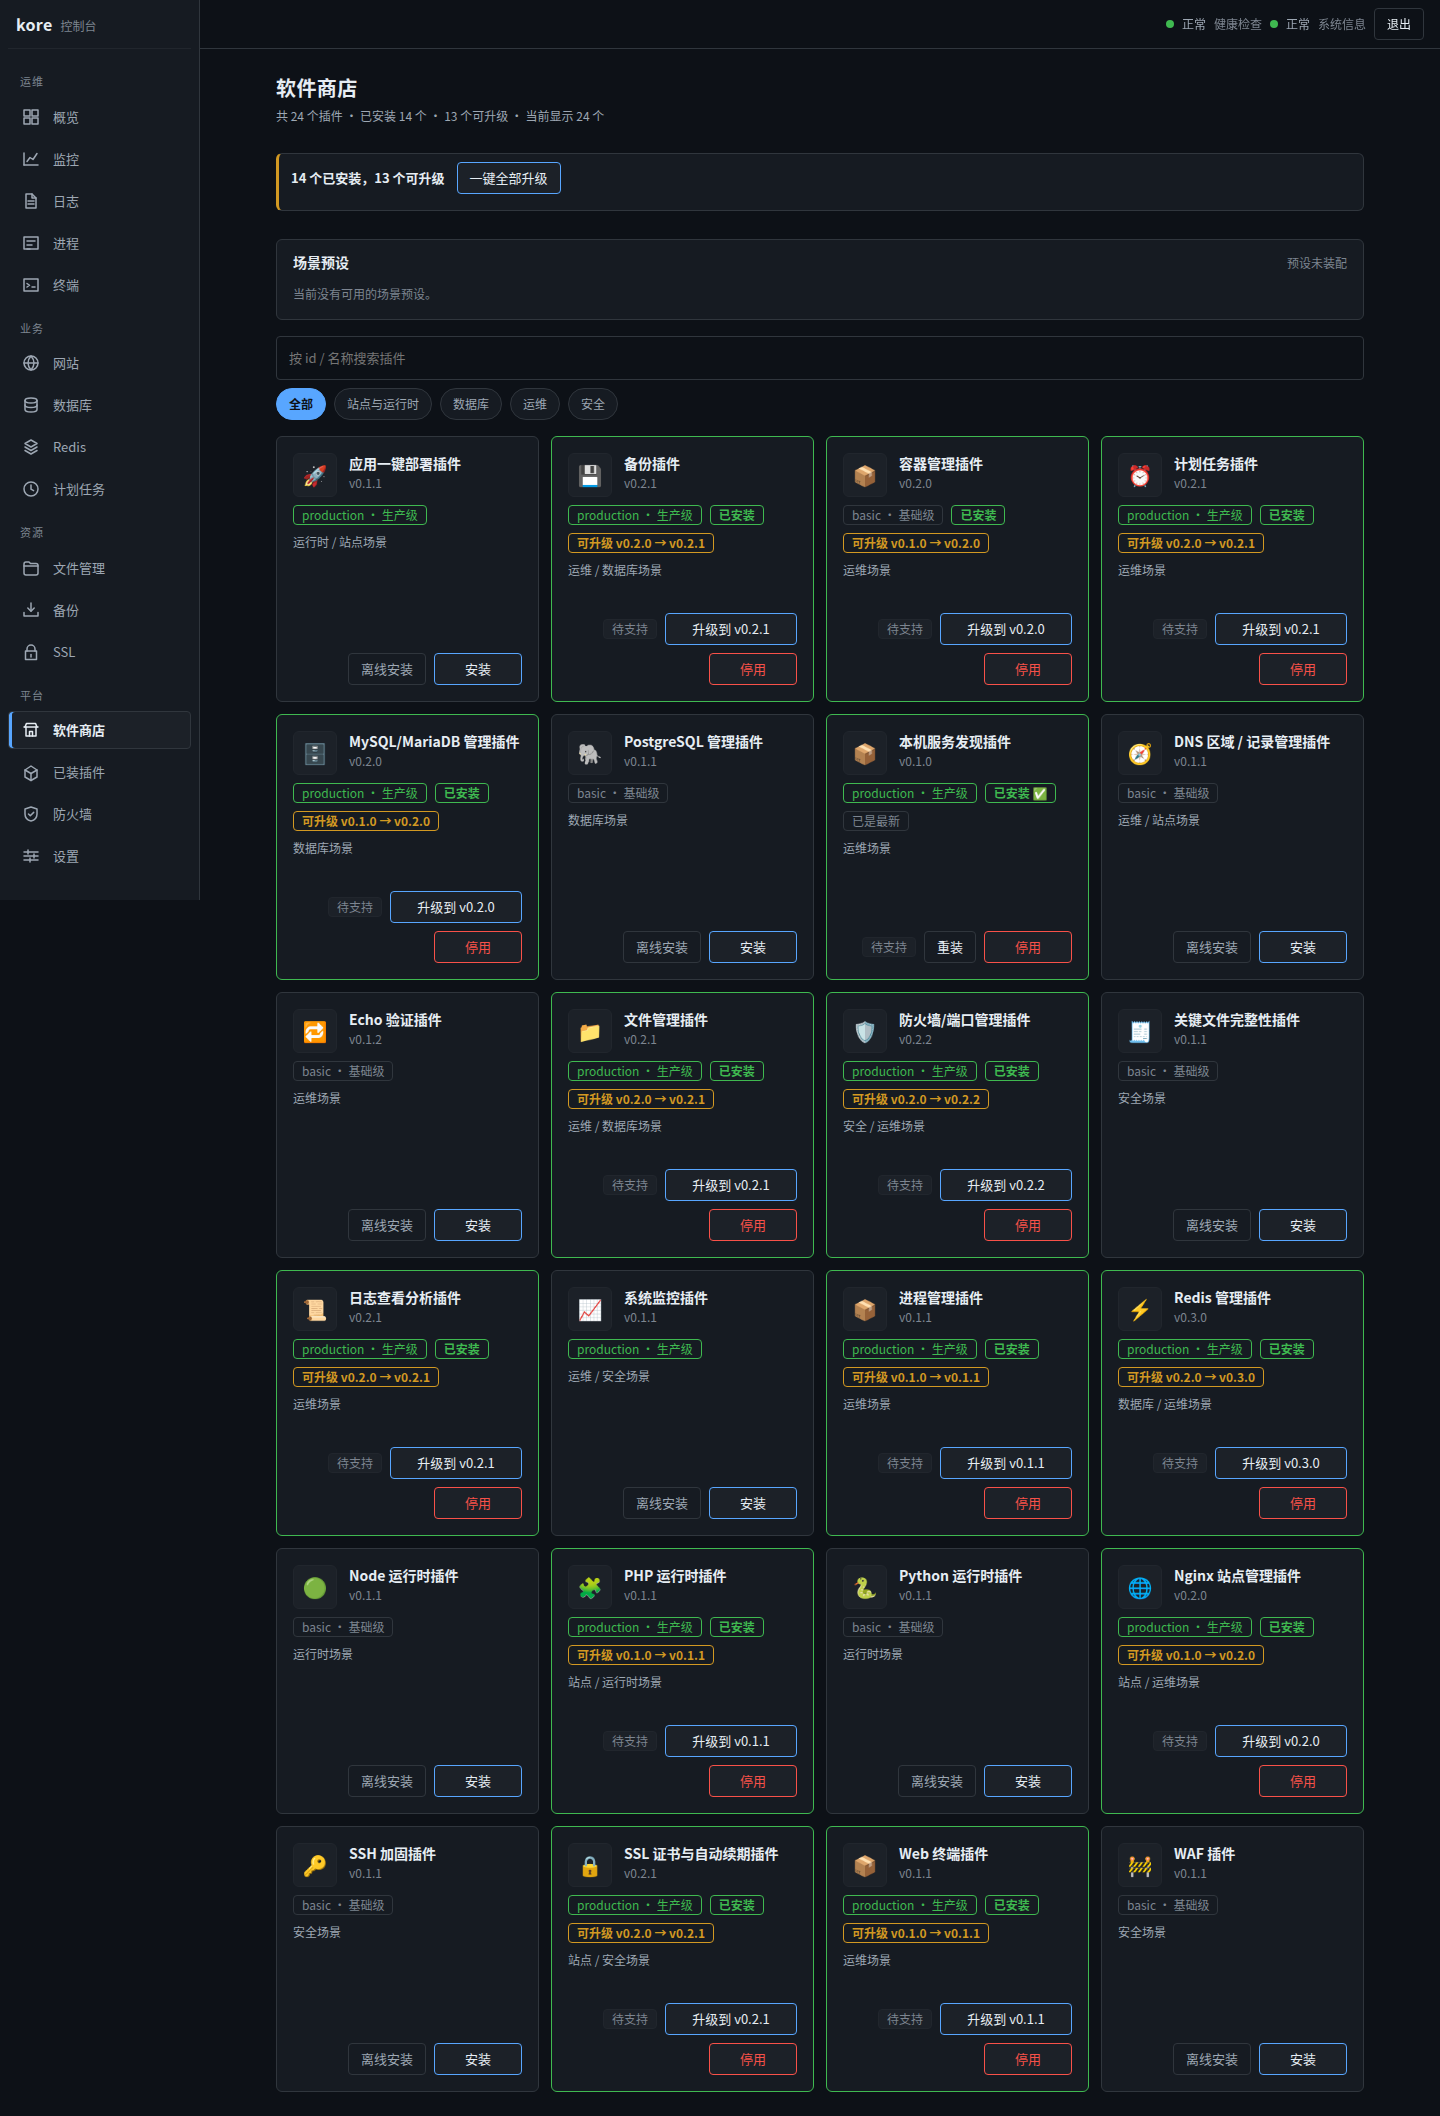 kore 控制台
正常 健康检查 正常 系统信息 退出
运维
概览
监控
日志
进程
终端
业务
网站
数据库
Redis
计划任务
资源
文件管理
备份
SSL
平台
软件商店
已装插件
防火墙
设置
软件商店
共 24 个插件 · 已安装 14 个 · 13 个可升级 · 当前显示 24 个
14 个已安装，13 个可升级 一键全部升级
场景预设 预设未装配
当前没有可用的场景预设。
按 id / 名称搜索插件
全部 站点与运行时 数据库 运维 安全
应用一键部署插件
v0.1.1
production · 生产级
运行时 / 站点场景
离线安装 安装
备份插件
v0.2.1
production · 生产级 已安装
可升级 v0.2.0 → v0.2.1
运维 / 数据库场景
待支持 升级到 v0.2.1
停用
容器管理插件
v0.2.0
basic · 基础级 已安装
可升级 v0.1.0 → v0.2.0
运维场景
待支持 升级到 v0.2.0
停用
计划任务插件
v0.2.1
production · 生产级 已安装
可升级 v0.2.0 → v0.2.1
运维场景
待支持 升级到 v0.2.1
停用
MySQL/MariaDB 管理插件
v0.2.0
production · 生产级 已安装
可升级 v0.1.0 → v0.2.0
数据库场景
待支持 升级到 v0.2.0
停用
PostgreSQL 管理插件
v0.1.1
basic · 基础级
数据库场景
离线安装 安装
本机服务发现插件
v0.1.0
production · 生产级 已安装 ✅
已是最新
运维场景
待支持 重装 停用
DNS 区域 / 记录管理插件
v0.1.1
basic · 基础级
运维 / 站点场景
离线安装 安装
Echo 验证插件
v0.1.2
basic · 基础级
运维场景
离线安装 安装
文件管理插件
v0.2.1
production · 生产级 已安装
可升级 v0.2.0 → v0.2.1
运维 / 数据库场景
待支持 升级到 v0.2.1
停用
防火墙/端口管理插件
v0.2.2
production · 生产级 已安装
可升级 v0.2.0 → v0.2.2
安全 / 运维场景
待支持 升级到 v0.2.2
停用
关键文件完整性插件
v0.1.1
basic · 基础级
安全场景
离线安装 安装
日志查看分析插件
v0.2.1
production · 生产级 已安装
可升级 v0.2.0 → v0.2.1
运维场景
待支持 升级到 v0.2.1
停用
系统监控插件
v0.1.1
production · 生产级
运维 / 安全场景
离线安装 安装
进程管理插件
v0.1.1
production · 生产级 已安装
可升级 v0.1.0 → v0.1.1
运维场景
待支持 升级到 v0.1.1
停用
Redis 管理插件
v0.3.0
production · 生产级 已安装
可升级 v0.2.0 → v0.3.0
数据库 / 运维场景
待支持 升级到 v0.3.0
停用
Node 运行时插件
v0.1.1
basic · 基础级
运行时场景
离线安装 安装
PHP 运行时插件
v0.1.1
production · 生产级 已安装
可升级 v0.1.0 → v0.1.1
站点 / 运行时场景
待支持 升级到 v0.1.1
停用
Python 运行时插件
v0.1.1
basic · 基础级
运行时场景
离线安装 安装
Nginx 站点管理插件
v0.2.0
production · 生产级 已安装
可升级 v0.1.0 → v0.2.0
站点 / 运维场景
待支持 升级到 v0.2.0
停用
SSH 加固插件
v0.1.1
basic · 基础级
安全场景
离线安装 安装
SSL 证书与自动续期插件
v0.2.1
production · 生产级 已安装
可升级 v0.2.0 → v0.2.1
站点 / 安全场景
待支持 升级到 v0.2.1
停用
Web 终端插件
v0.1.1
production · 生产级 已安装
可升级 v0.1.0 → v0.1.1
运维场景
待支持 升级到 v0.1.1
停用
WAF 插件
v0.1.1
basic · 基础级
安全场景
离线安装 安装